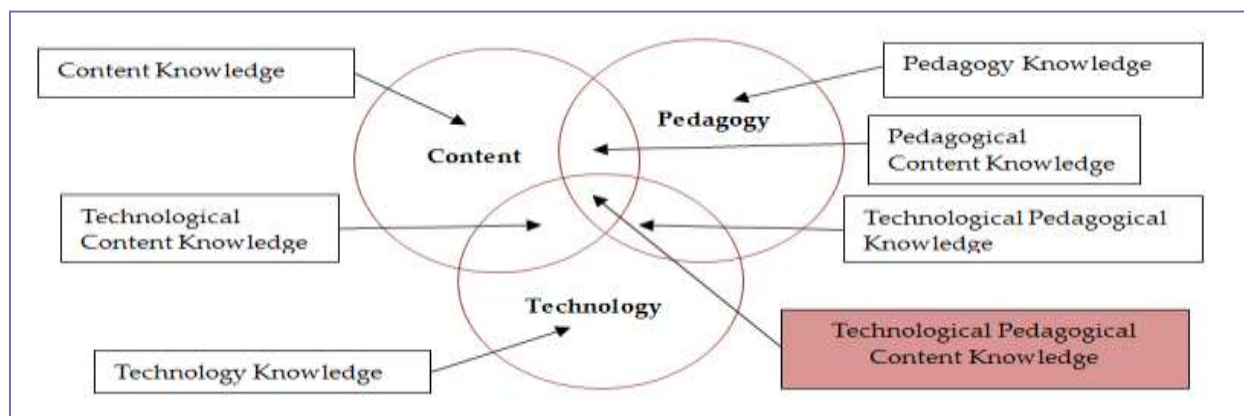 Content Knowledge
Pedagogy Knowledge
Pedagogy
Content
Pedagogical
Content Knowledge
Technological
Content Knowledge
Technological Pedagogical
Knowledge
Technology
Technological Pedagogical
Content Knowledge
Technology Knowledge